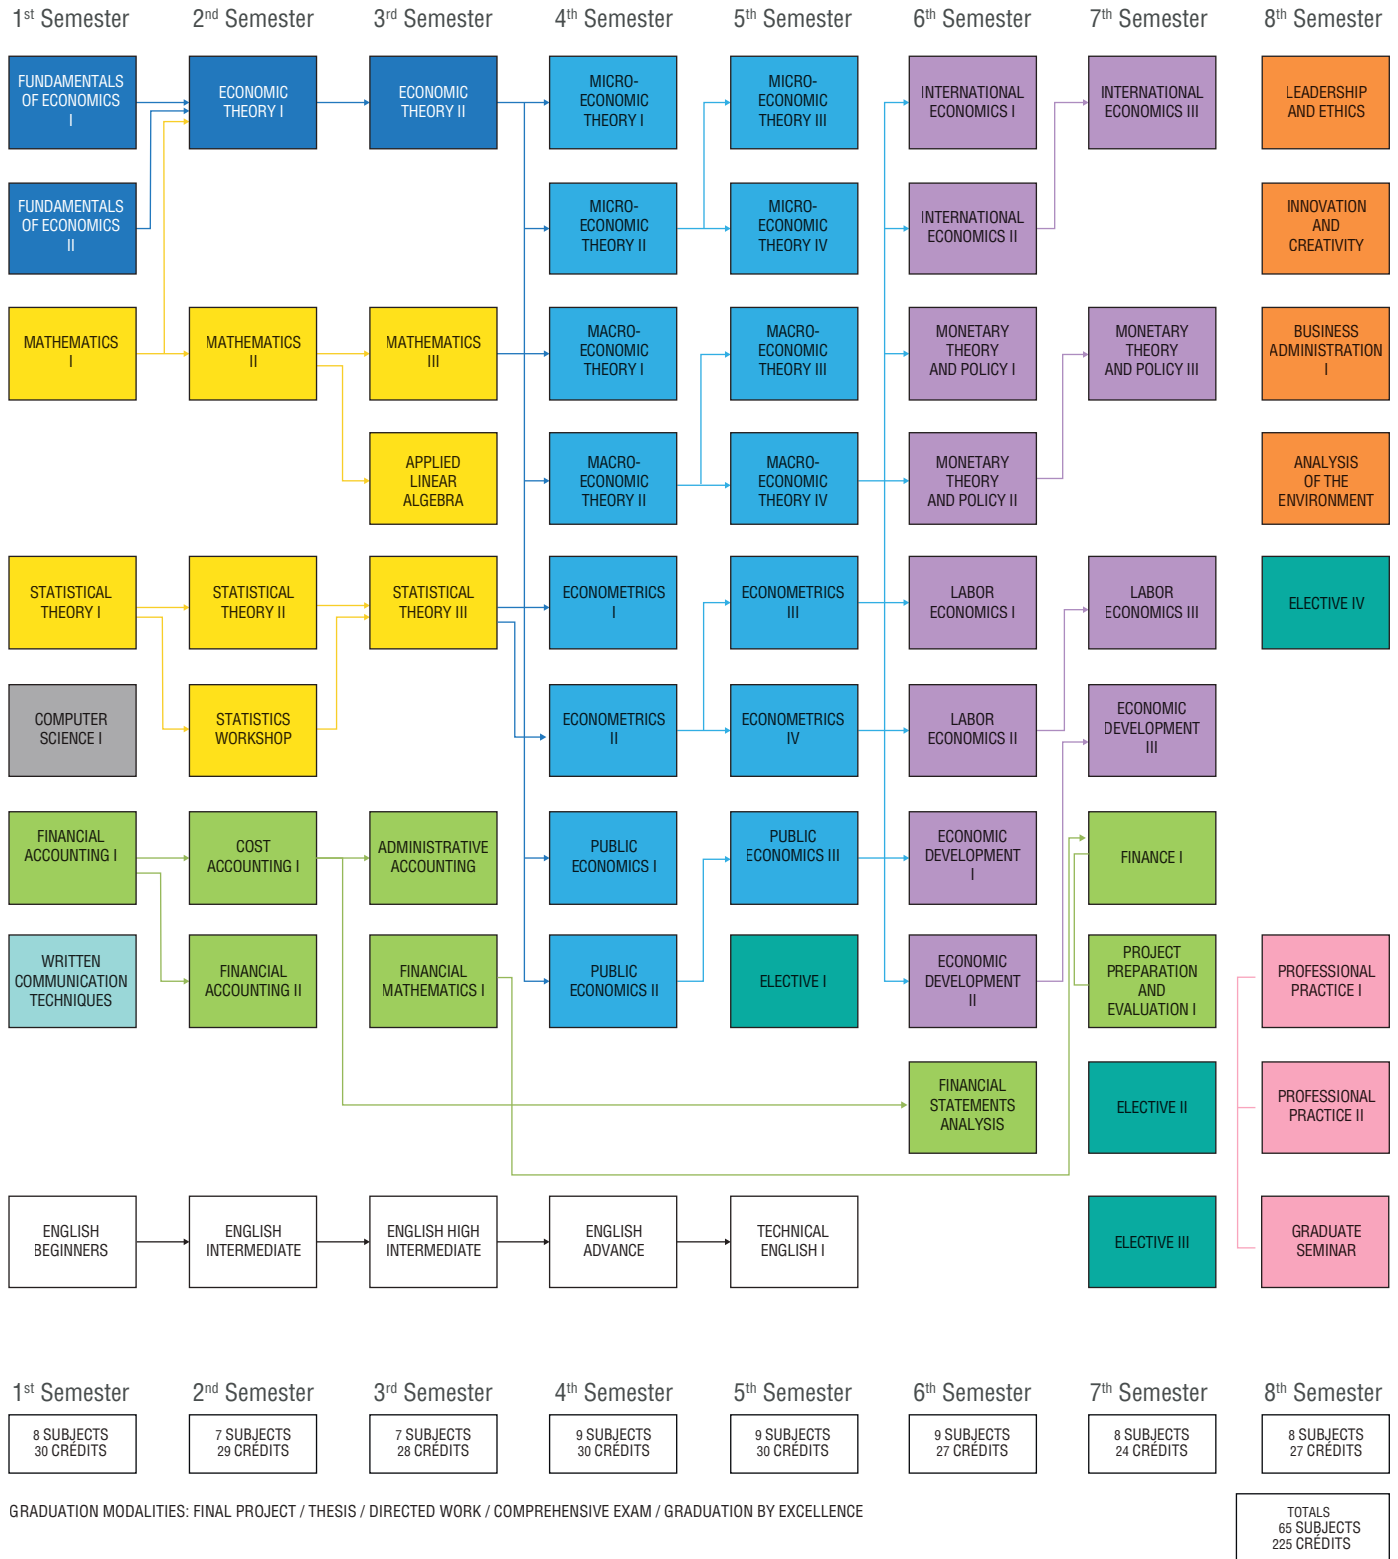 1st Semester
2nd Semester
3rd Semester
4th Semester
5th Semester
6th Semester
7th Semester
8th Semester
FUNDAMENTALS
OF ECONOMICS
I
ECONOMIC
THEORY I
ECONOMIC
THEORY II
MICRO-
ECONOMIC
THEORY I
MICRO-
ECONOMIC
THEORY III
INTERNATIONAL
ECONOMICS I
INTERNATIONAL
ECONOMICS III
LEADERSHIP
AND ETHICS
FUNDAMENTALS
OF ECONOMICS
II
MICRO-
ECONOMIC
THEORY II
MICRO-
ECONOMIC
THEORY IV
INTERNATIONAL
ECONOMICS II
INNOVATION
AND
CREATIVITY
MATHEMATICS
I
MATHEMATICS
II
MATHEMATICS
III
MACRO-
ECONOMIC
THEORY I
MACRO-
ECONOMIC
THEORY III
MONETARY
THEORY
AND POLICY I
MONETARY
THEORY
AND POLICY III
BUSINESS
ADMINISTRATION
I
APPLIED
LINEAR
ALGEBRA
MACRO-
ECONOMIC
THEORY II
MACRO-
ECONOMIC
THEORY IV
MONETARY
THEORY
AND POLICY II
ANALYSIS
OF THE
ENVIRONMENT
STATISTICAL
THEORY I
STATISTICAL
THEORY II
STATISTICAL
THEORY III
ECONOMETRICS
I
ECONOMETRICS
III
LABOR
ECONOMICS I
LABOR
ECONOMICS III
ELECTIVE IV
COMPUTER
SCIENCE I
STATISTICS
WORKSHOP
ECONOMETRICS
II
ECONOMETRICS
IV
LABOR
ECONOMICS II
ECONOMIC
DEVELOPMENT
III
FINANCIAL
ACCOUNTING I
COST
ACCOUNTING I
ADMINISTRATIVE
ACCOUNTING
PUBLIC
ECONOMICS I
PUBLIC
ECONOMICS III
ECONOMIC
DEVELOPMENT
I
FINANCE I
WRITTEN
COMMUNICATION
TECHNIQUES
FINANCIAL
ACCOUNTING II
FINANCIAL
MATHEMATICS I
PUBLIC
ECONOMICS II
ELECTIVE I
ECONOMIC
DEVELOPMENT
II
PROJECT
PREPARATION
AND
EVALUATION I
PROFESSIONAL
PRACTICE I
FINANCIAL
STATEMENTS
ANALYSIS
ELECTIVE II
PROFESSIONAL
PRACTICE II
ENGLISH
BEGINNERS
ENGLISH
INTERMEDIATE
ENGLISH HIGH
INTERMEDIATE
ENGLISH
ADVANCE
TECHNICAL
ENGLISH I
ELECTIVE III
GRADUATE
SEMINAR
1st Semester
2nd Semester
3rd Semester
4th Semester
5th Semester
6th Semester
7th Semester
8th Semester
8 SUBJECTS
30 CRÉDITS
7 SUBJECTS
29 CRÉDITS
7 SUBJECTS
28 CRÉDITS
9 SUBJECTS
30 CRÉDITS
9 SUBJECTS
30 CRÉDITS
9 SUBJECTS
27 CRÉDITS
8 SUBJECTS
24 CRÉDITS
8 SUBJECTS
27 CRÉDITS
GRADUATION MODALITIES: FINAL PROJECT / THESIS / DIRECTED WORK / COMPREHENSIVE EXAM / GRADUATION BY EXCELLENCE
TOTALS
65 SUBJECTS
225 CRÉDITS